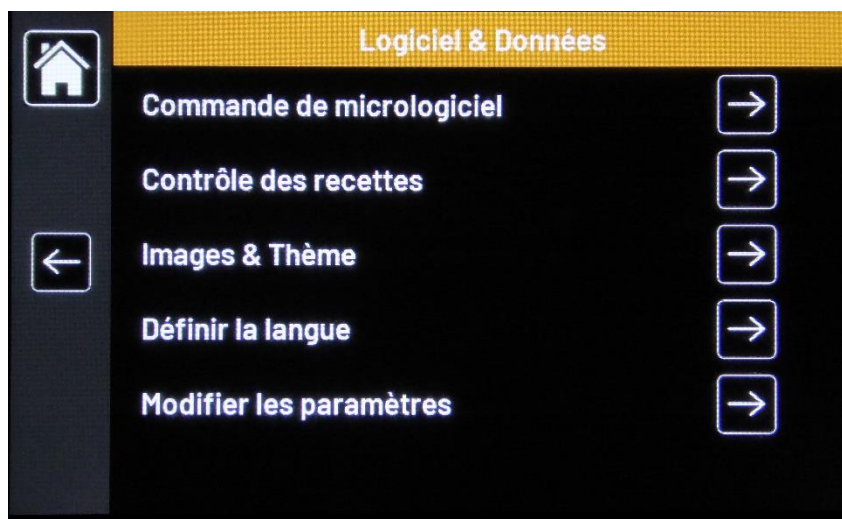 Logiciel & Données
Commande de micrologiciel
Contrôle des recettes
Images & Thème
Définir la langue
Modifier les paramètres